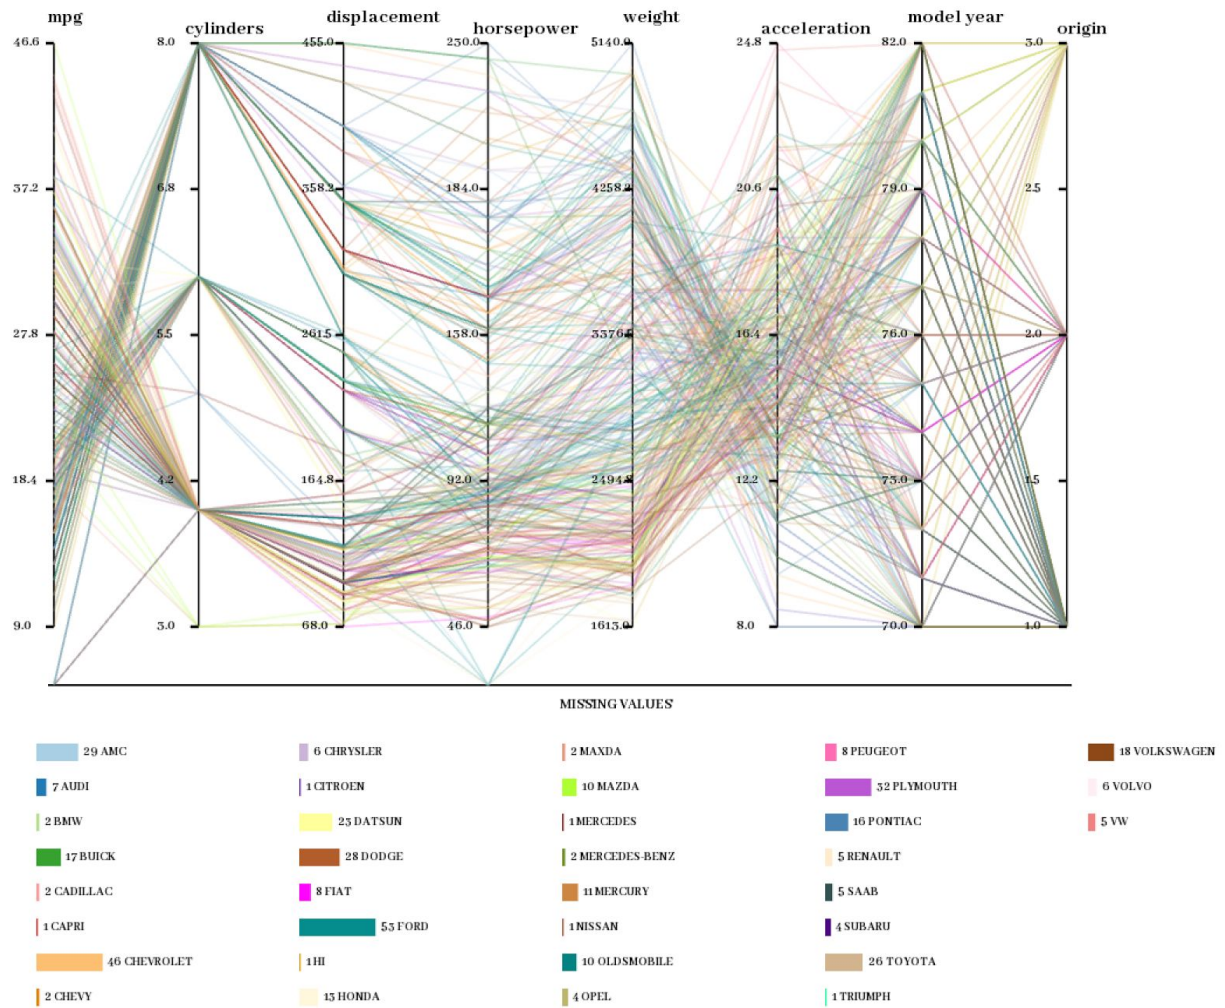 mpg cylinders displacement horsepower weight acceleration model year origin
46.6 8.0 455.0 230.0 5140.0 24.8 82.0 3.0
37.2 6.8 358.2 184.0 4258.2 20.6 79.0 2.5
27.8 5.5 261.5 138.0 3376.5 16.4 76.0 2.0
18.4 4.2 164.8 92.0 2494.8 12.2 73.0 1.5
9.0 3.0 68.0 46.0 1613.0 8.0 70.0 1.0
MISSING VALUES
29 AMC 6 CHRYSLER 2 MAXDA 8 PEUGEOT 18 VOLKSWAGEN
7 AUDI 1 CITROEN 10 MAZDA 32 PLYMOUTH 6 VOLVO
2 BMW 23 DATSUN 1 MERCEDES 16 PONTIAC 5 VW
17 BUICK 28 DODGE 2 MERCEDES-BENZ 5 RENAULT
2 CADILLAC 8 FIAT 11 MERCURY 5 SAAB
1 CAPRI 53 FORD 1 NISSAN 4 SUBARU
46 CHEVROLET 1 HI 10 OLDSMOBILE 26 TOYOTA
2 CHEVY 13 HONDA 4 OPEL 1 TRIUMPH